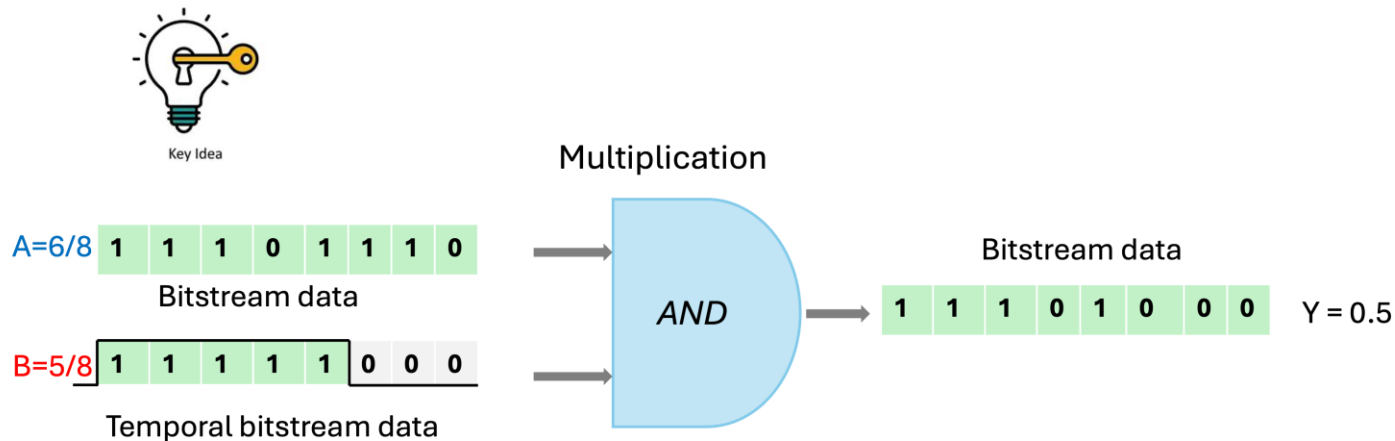 Key Idea
Multiplication
A=6/8 1 1 1 0 1 1 1 0
Bitstream data
B=5/8 1 1 1 1 1 0 0 0
Temporal bitstream data
AND
Bitstream data
1 1 1 0 1 0 0 0 Y = 0.5